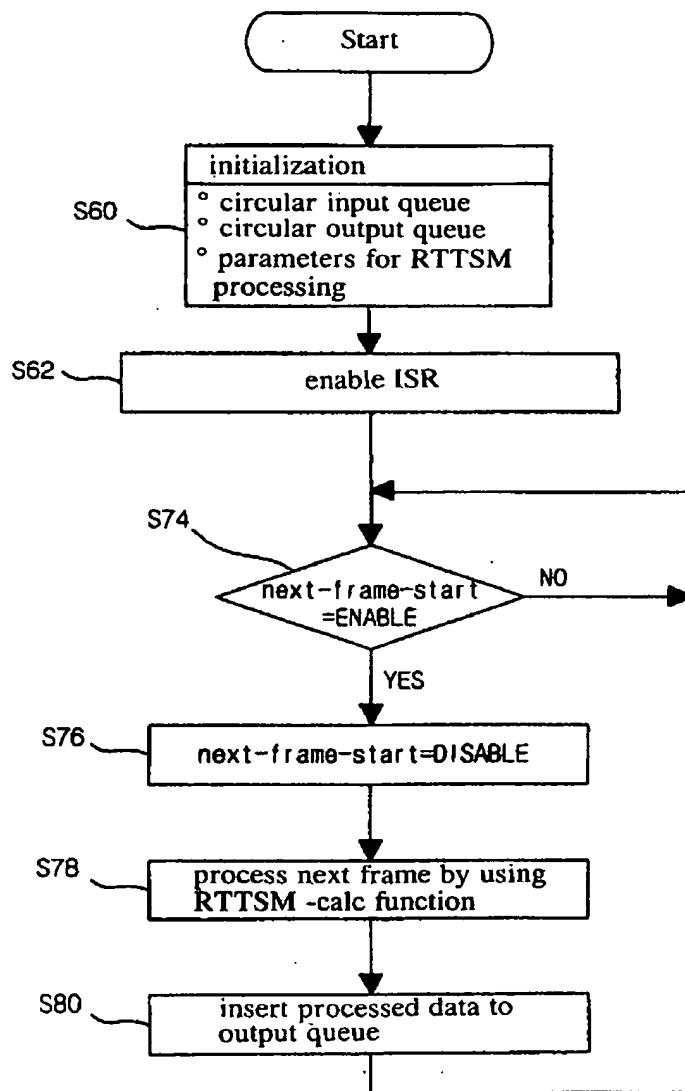 Start
initialization
° circular input queue
° circular output queue
° parameters for RTTSM
processing
S60
enable ISR
S62
S74
next-frame-start
=ENABLE
NO
YES
S76
next-frame-start=DISABLE
S78
process next frame by using
RTTSM -calc function
S80
insert processed data to
output queue